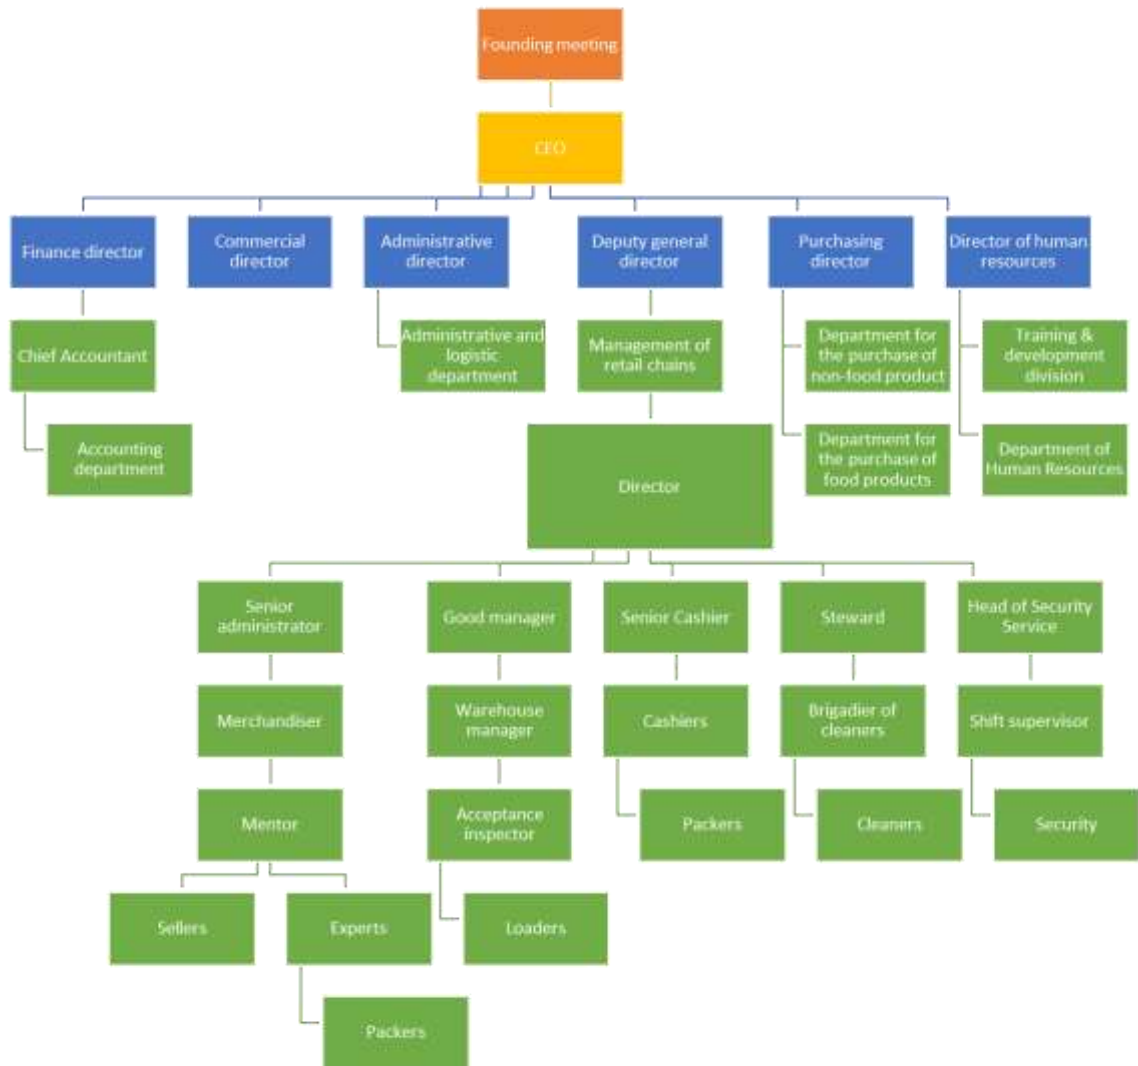 Founding meeting
CEO
Finance director
Commercial
director
Administrative
director
Deputy general
director
Purchasing
director
Director of human
resources
Chief Accountant
Administrative and
logistic
department
Management of
retail chains
Department for
the purchase of
non-food product
Training &
development
division
Accounting
department
Director
Department for
the purchase of
food products
Department of
Human Resources
Senior
administrator
Good manager
Senior Cashier
Steward
Head of Security
Service
Merchandiser
Warehouse
manager
Cashiers
Brigadier of
cleaners
Shift supervisor
Mentor
Acceptance
inspector
Packers
Cleaners
Security
Sellers
Experts
Loaders
Packers